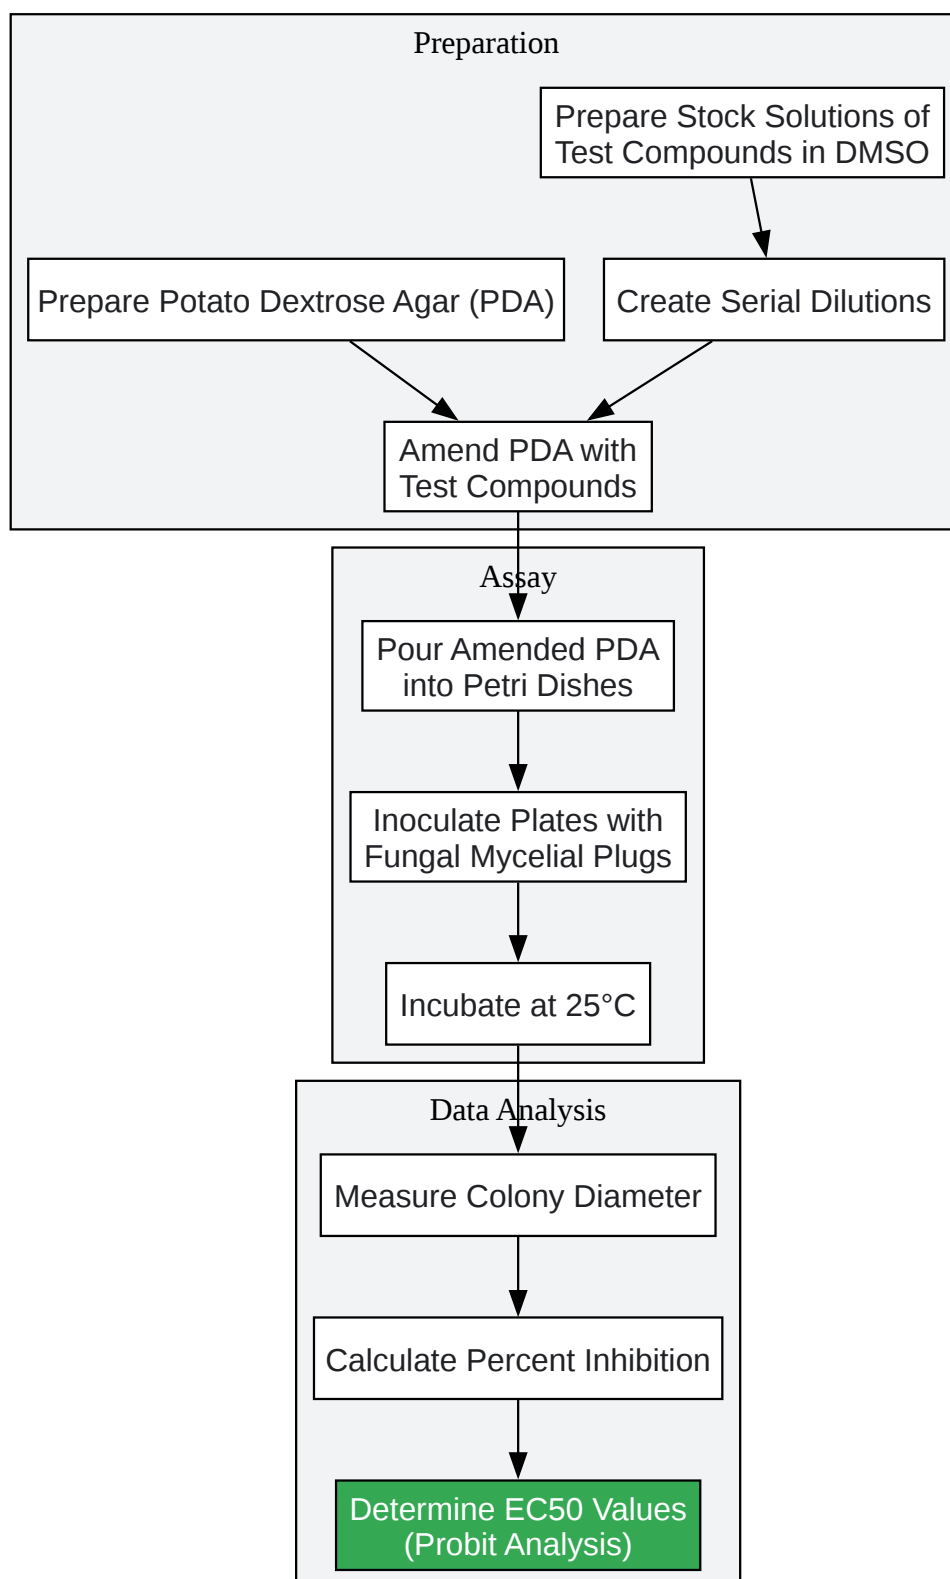 Preparation
Prepare Stock Solutions of
Test Compounds in DMSO
Prepare Potato Dextrose Agar (PDA)
Create Serial Dilutions
Amend PDA with
Test Compounds
Assay
Pour Amended PDA
into Petri Dishes
Inoculate Plates with
Fungal Mycelial Plugs
Incubate at 25°C
Data Analysis
Measure Colony Diameter
Calculate Percent Inhibition
Determine EC50 Values
(Probit Analysis)